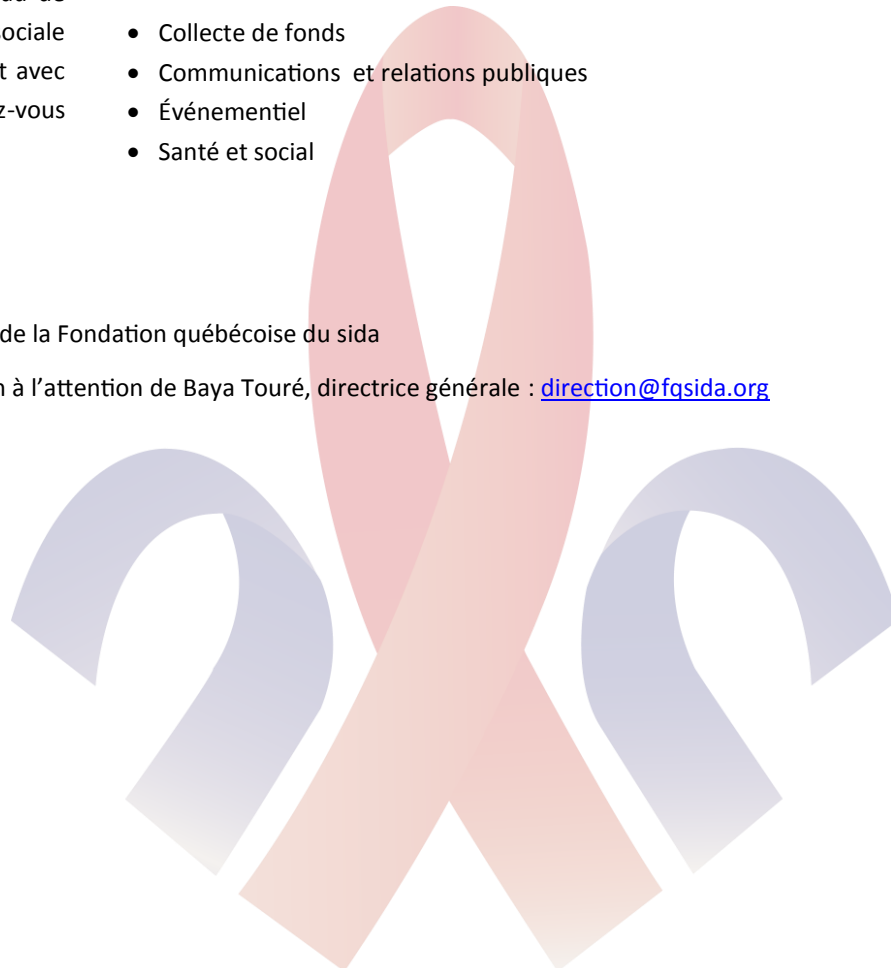 sociale
t avec
z-vous
• Collecte de fonds
• Communications et relations publiques
• Événementiel
• Santé et social
de la Fondation québécoise du sida
n à l’attention de Baya Touré, directrice générale : direction@fqsida.org